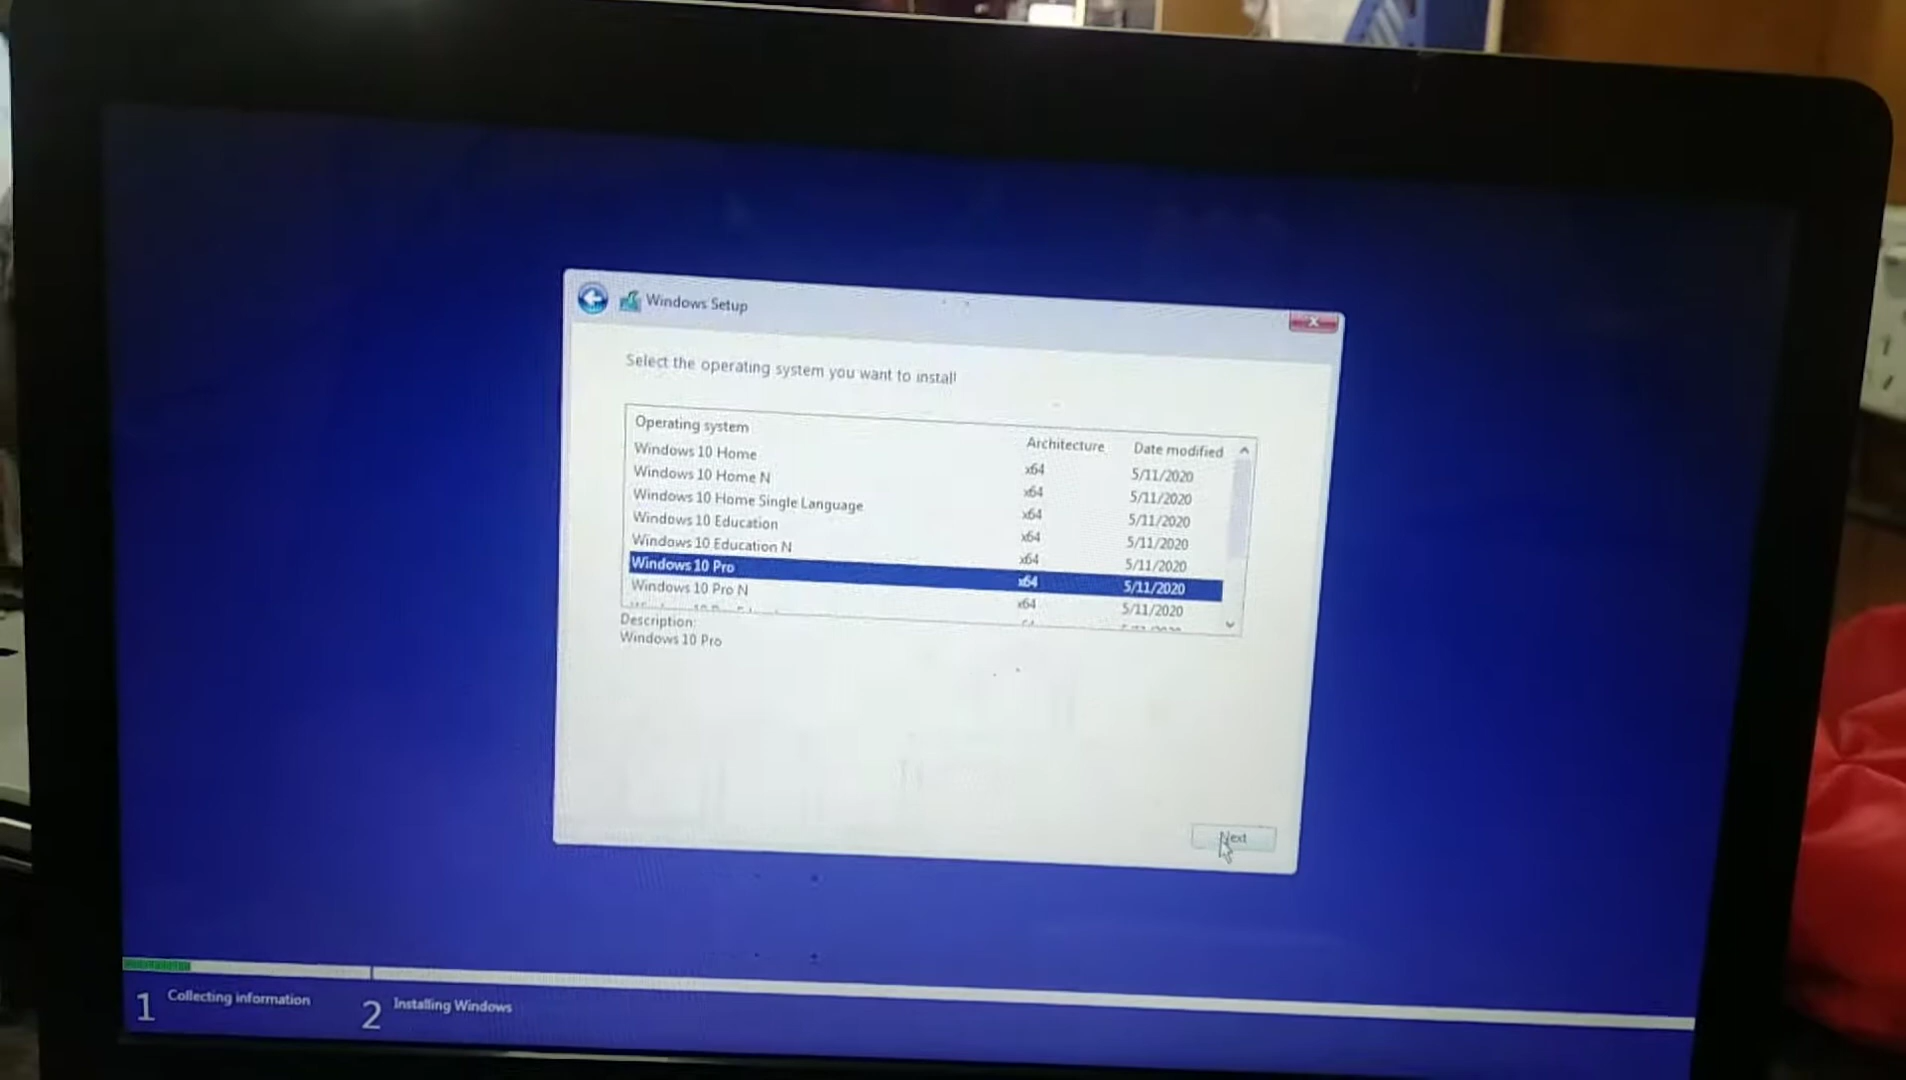 Windows Setup
Select the operating system you want to install
Operating system Architecture Date modified
Windows 10 Home x64 5/11/2020
Windows 10 Home N x64 5/11/2020
Windows 10 Home Single Language x64 5/11/2020
Windows 10 Education x64 5/11/2020
Windows 10 Education N x64 5/11/2020
Windows 10 Pro x64 5/11/2020
Windows 10 Pro N x64 5/11/2020
Description:
Windows 10 Pro
Next
1 Collecting information 2 Installing Windows